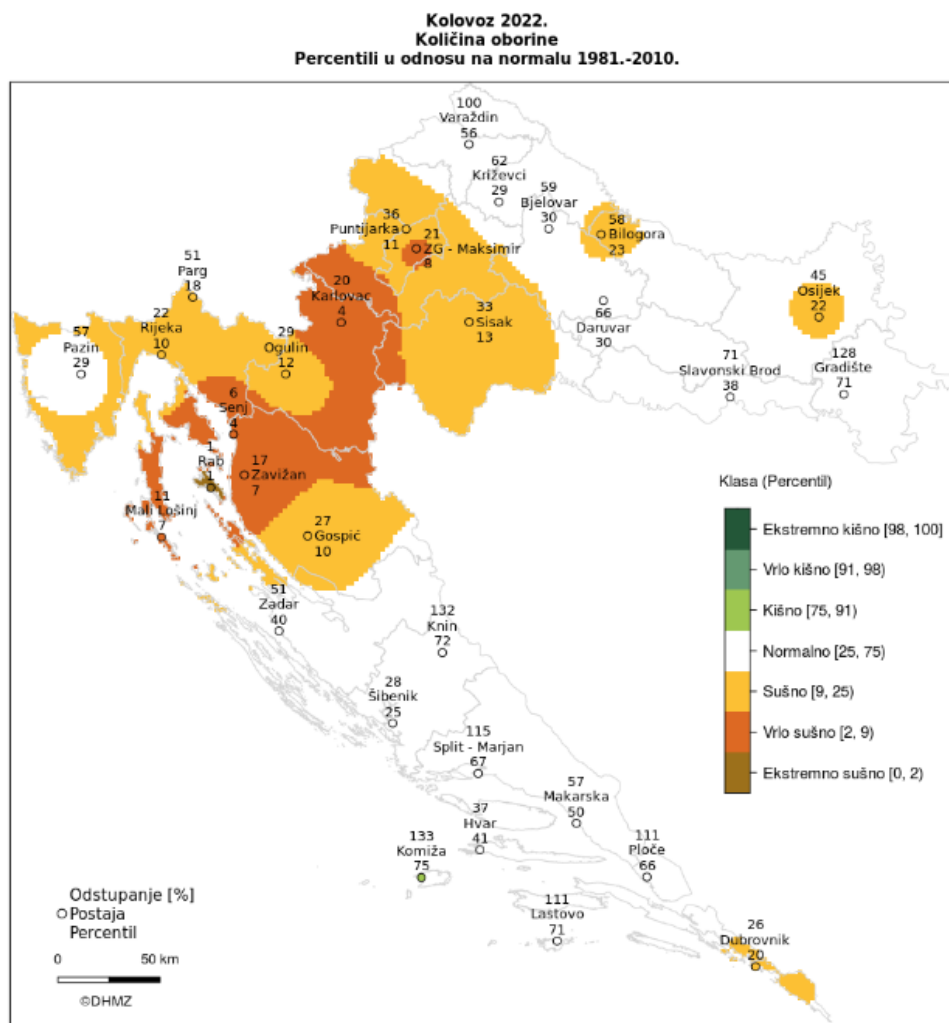 Kolovoz 2022.
Količina oborine
Percentili u odnosu na normalu 1981.-2010.
100
Varaždin
56
62
Križevci
29
59
Bjelovar
30
58
Bilogora
23
36
Puntijarka
11
21
ZG - Maksimir
8
51
Parg
18
20
Karlovac
4
45
Osijek
22
22
Rijeka
10
57
Pazin
29
29
Ogulin
12
33
Sisak
13
66
Daruvar
30
71
Slavonski Brod
38
128
Gradište
71
6
Senj
4
1
Rab
1
17
Zavižan
7
11
Mali Lošinj
7
27
Gospić
10
51
Zadar
40
132
Knin
72
28
Šibenik
25
115
Split - Marjan
67
57
Makarska
50
37
Hvar
41
133
Komiža
75
111
Ploče
66
111
Lastovo
71
26
Dubrovnik
20
Klasa (Percentil)
Ekstremno kišno [98, 100]
Vrlo kišno [91, 98)
Kišno [75, 91)
Normalno [25, 75)
Sušno [9, 25)
Vrlo sušno [2, 9)
Ekstremno sušno [0, 2)
Odstupanje [%]
Postaja
Percentil
0 50 km
©DHMZ